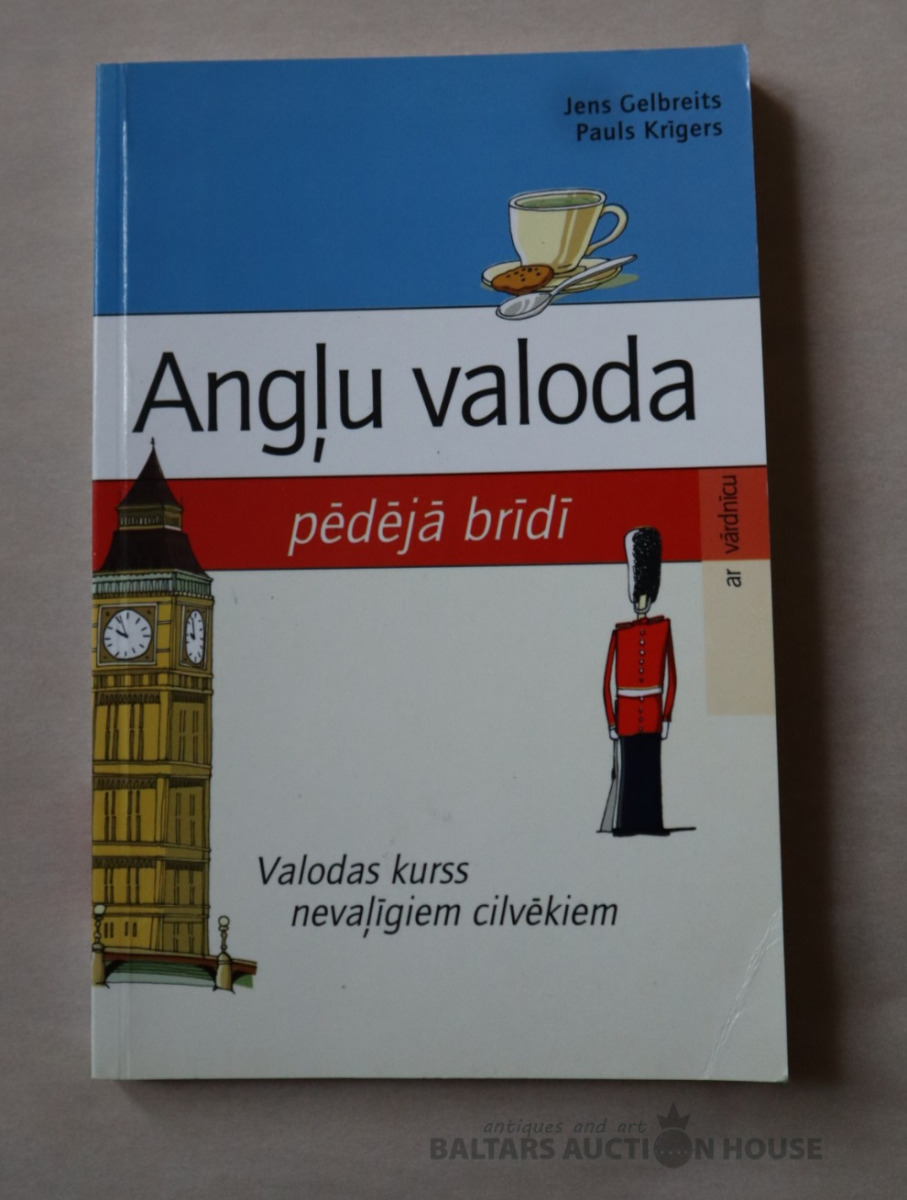 Jens Gelbreits
Pauls Krīgers
Angļu valoda
pēdējā brīdī
ar vārdnīcu
Valodas kurss
nevaļīgiem cilvēkiem
antiques and art
BALTARS AUCTION HOUSE